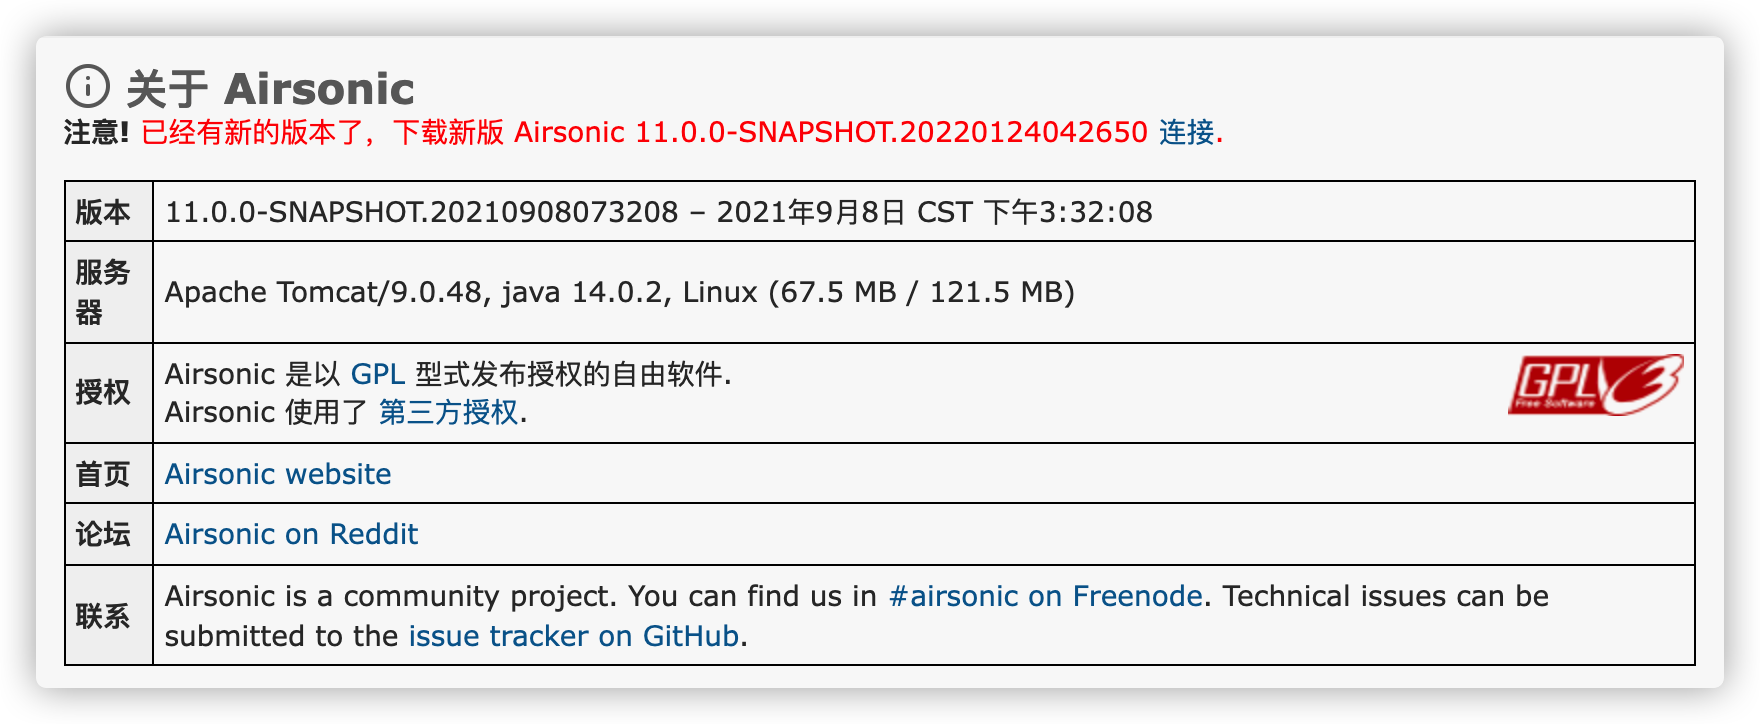 关于 Airsonic
注意! 已经有新的版本了，下载新版 Airsonic 11.0.0-SNAPSHOT.20220124042650 连接.
版本 11.0.0-SNAPSHOT.20210908073208 – 2021年9月8日 CST 下午3:32:08
服务
器
Apache Tomcat/9.0.48, java 14.0.2, Linux (67.5 MB / 121.5 MB)
授权
Airsonic 是以 GPL 型式发布授权的自由软件.
Airsonic 使用了 第三方授权.
GPLv3
Free Software
首页 Airsonic website
论坛 Airsonic on Reddit
联系
Airsonic is a community project. You can find us in #airsonic on Freenode. Technical issues can be
submitted to the issue tracker on GitHub.